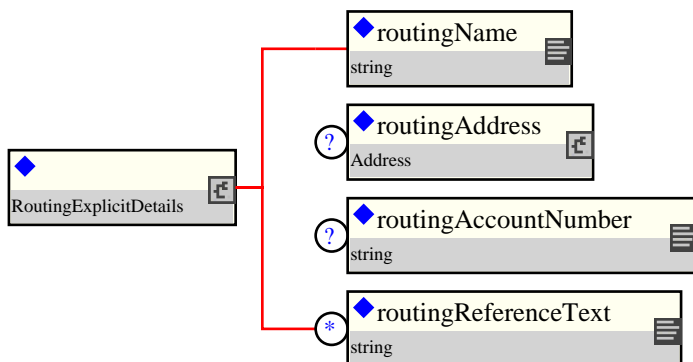 routingName
string
?
routingAddress
Address
RoutingExplicitDetails
?
routingAccountNumber
string
*
routingReferenceText
string